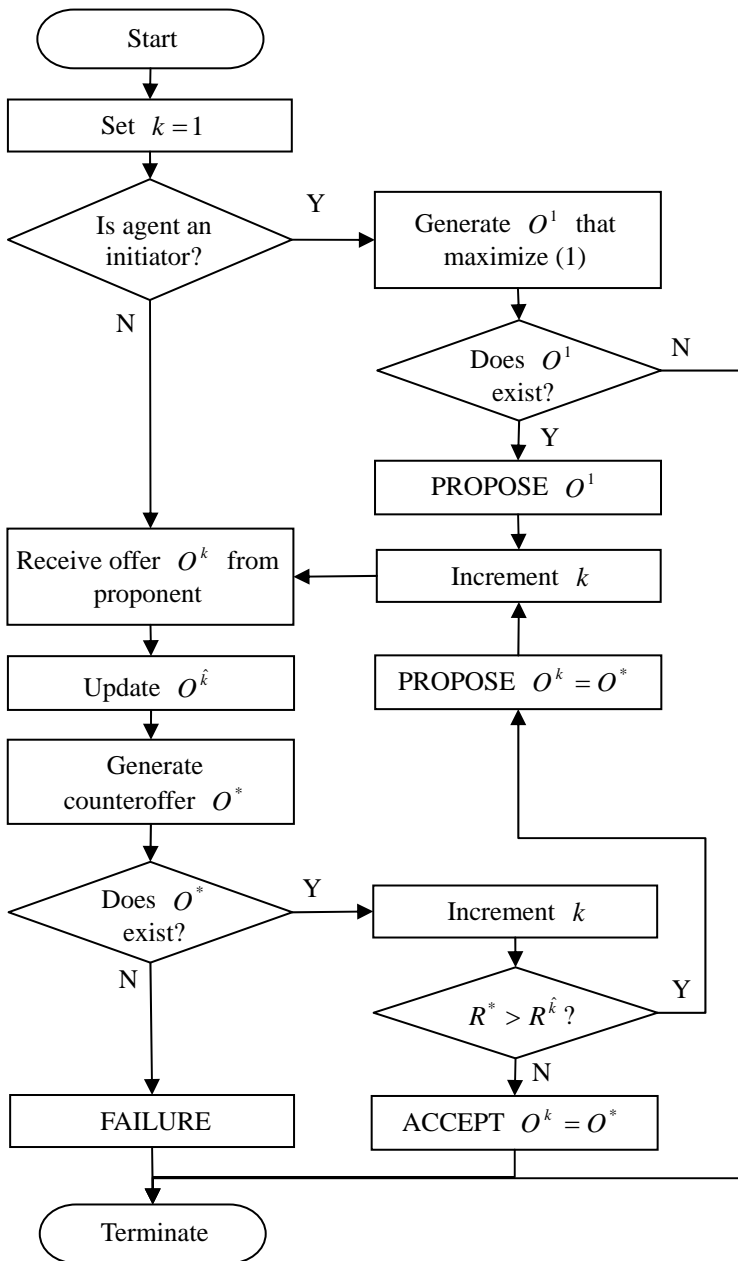 Start
Set k = 1
Is agent an
initiator?
Y
N
Generate O^1 that
maximize (1)
Does O^1
exist?
N
Y
PROPOSE O^1
Increment k
Receive offer O^k from
proponent
Update O^k̂
PROPOSE O^k = O^*
Generate
counteroffer O^*
Does O^*
exist?
Y
N
Increment k
R^* > R^k̂ ?
Y
N
FAILURE
ACCEPT O^k = O^*
Terminate